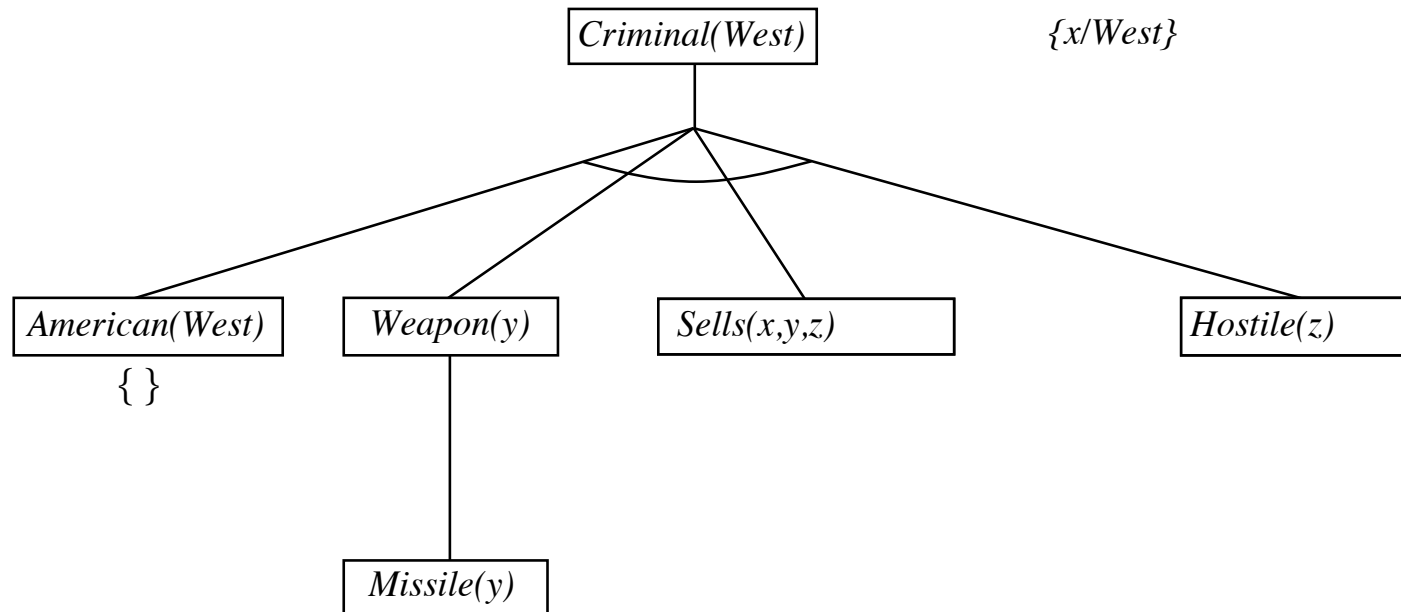 Criminal(West)
{x/West}
American(West)
Weapon(y)
Sells(x,y,z)
Hostile(z)
{ }
Missile(y)